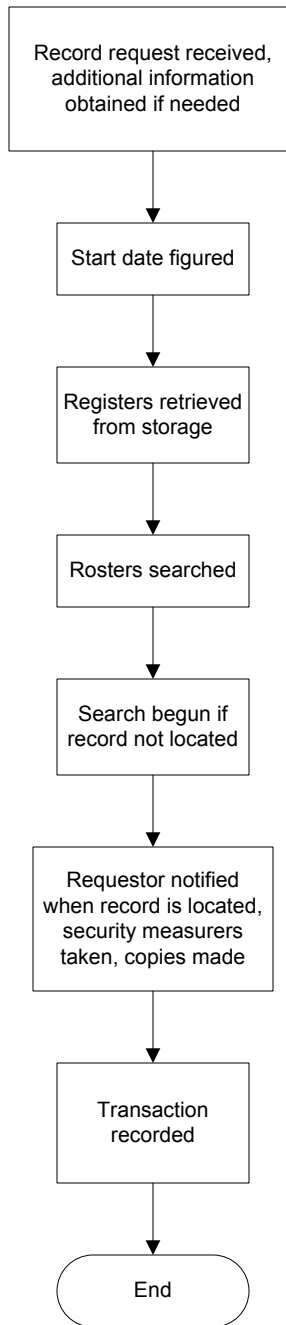 Record request received,
additional information
obtained if needed
Start date figured
Registers retrieved
from storage
Rosters searched
Search begun if
record not located
Requestor notified
when record is located,
security measurers
taken, copies made
Transaction
recorded
End